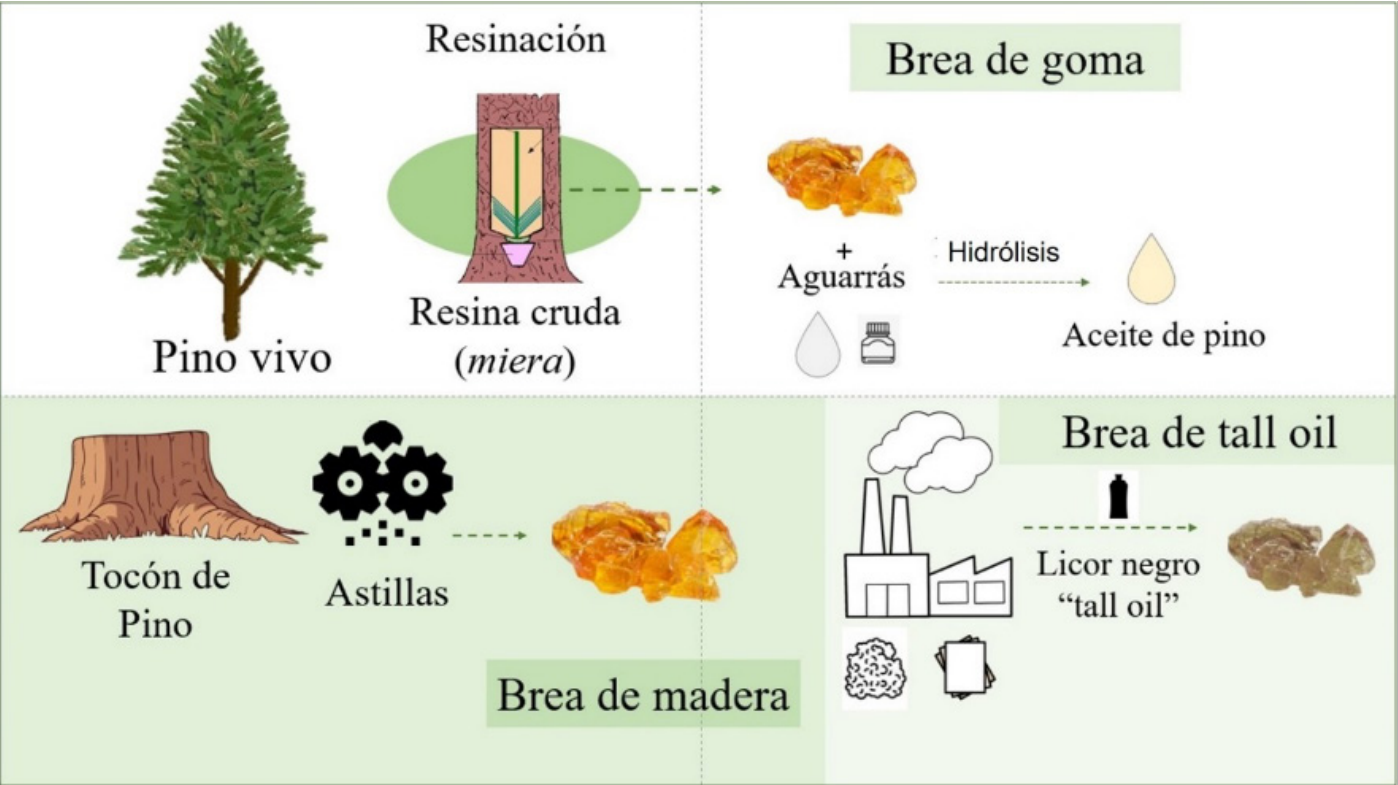 Resinación
Brea de goma
Resina cruda
(miera)
Pino vivo
+
Aguarrás
Hidrólisis
Aceite de pino
Tocón de
Pino
Astillas
Brea de madera
Brea de tall oil
Licor negro
“tall oil”